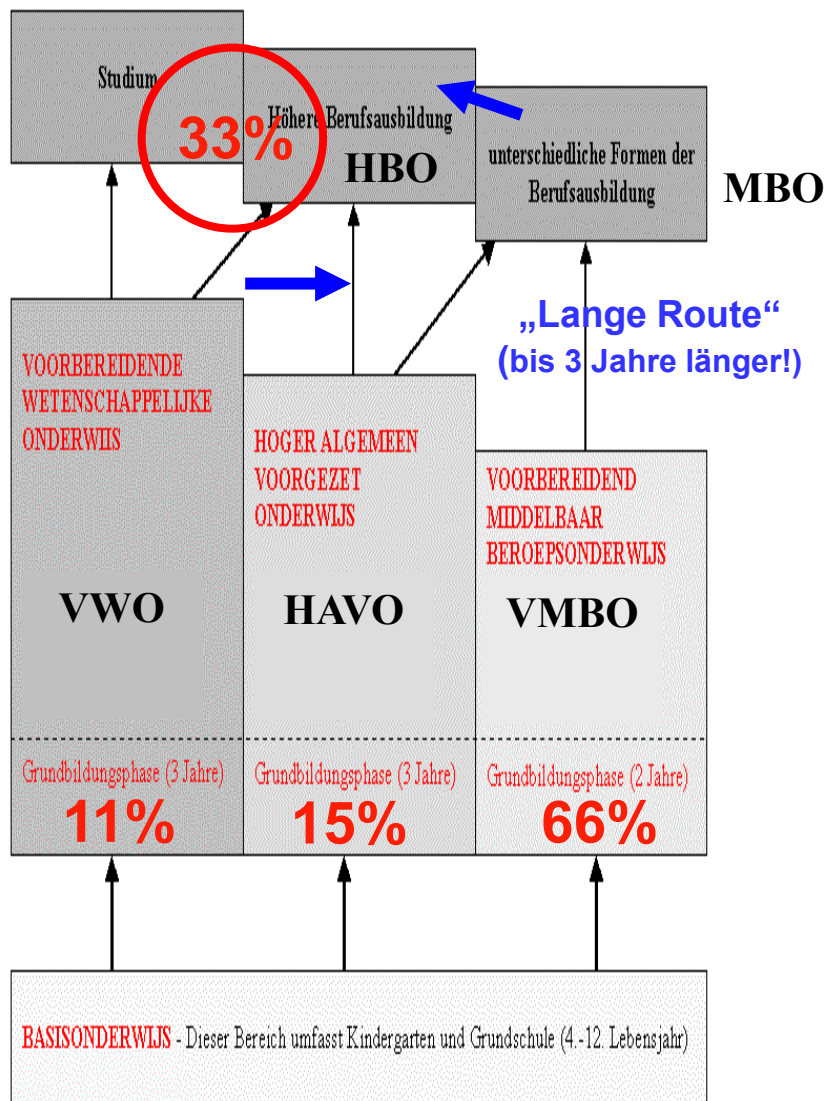 Studium
33%
Höhere Berufsausbildung
HBO
unterschiedliche Formen der
Berufsausbildung
MBO
„Lange Route“
(bis 3 Jahre länger!)
VOORBEREIDENDE
WETENSCHAPPELIJKE
ONDERWIIS
VWO
Grundbildungsphase (3 Jahre)
11%
HOGER ALGEMEEN
VOORGEZET
ONDERWIJS
HAVO
Grundbildungsphase (3 Jahre)
15%
VOORBEREIDEND
MIDDELBAAR
BEROEPSONDERWIJS
VMBO
Grundbildungsphase (2 Jahre)
66%
BASISONDERWIJS - Dieser Bereich umfasst Kindergarten und Grundschule (4.-12. Lebensjahr)